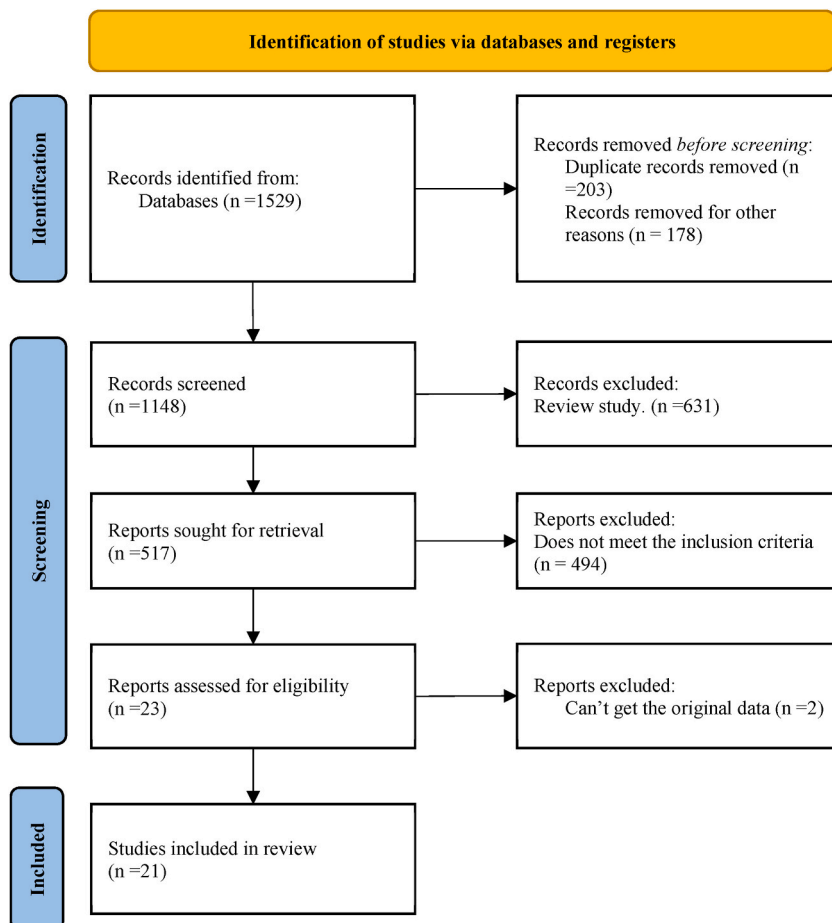 Identification of studies via databases and registers
Identification
Records identified from:
Databases (n =1529)
Records removed before screening:
Duplicate records removed (n
=203)
Records removed for other
reasons (n = 178)
Screening
Records screened
(n =1148)
Records excluded:
Review study. (n =631)
Reports sought for retrieval
(n =517)
Reports excluded:
Does not meet the inclusion criteria
(n = 494)
Reports assessed for eligibility
(n =23)
Reports excluded:
Can’t get the original data (n =2)
Included
Studies included in review
(n =21)